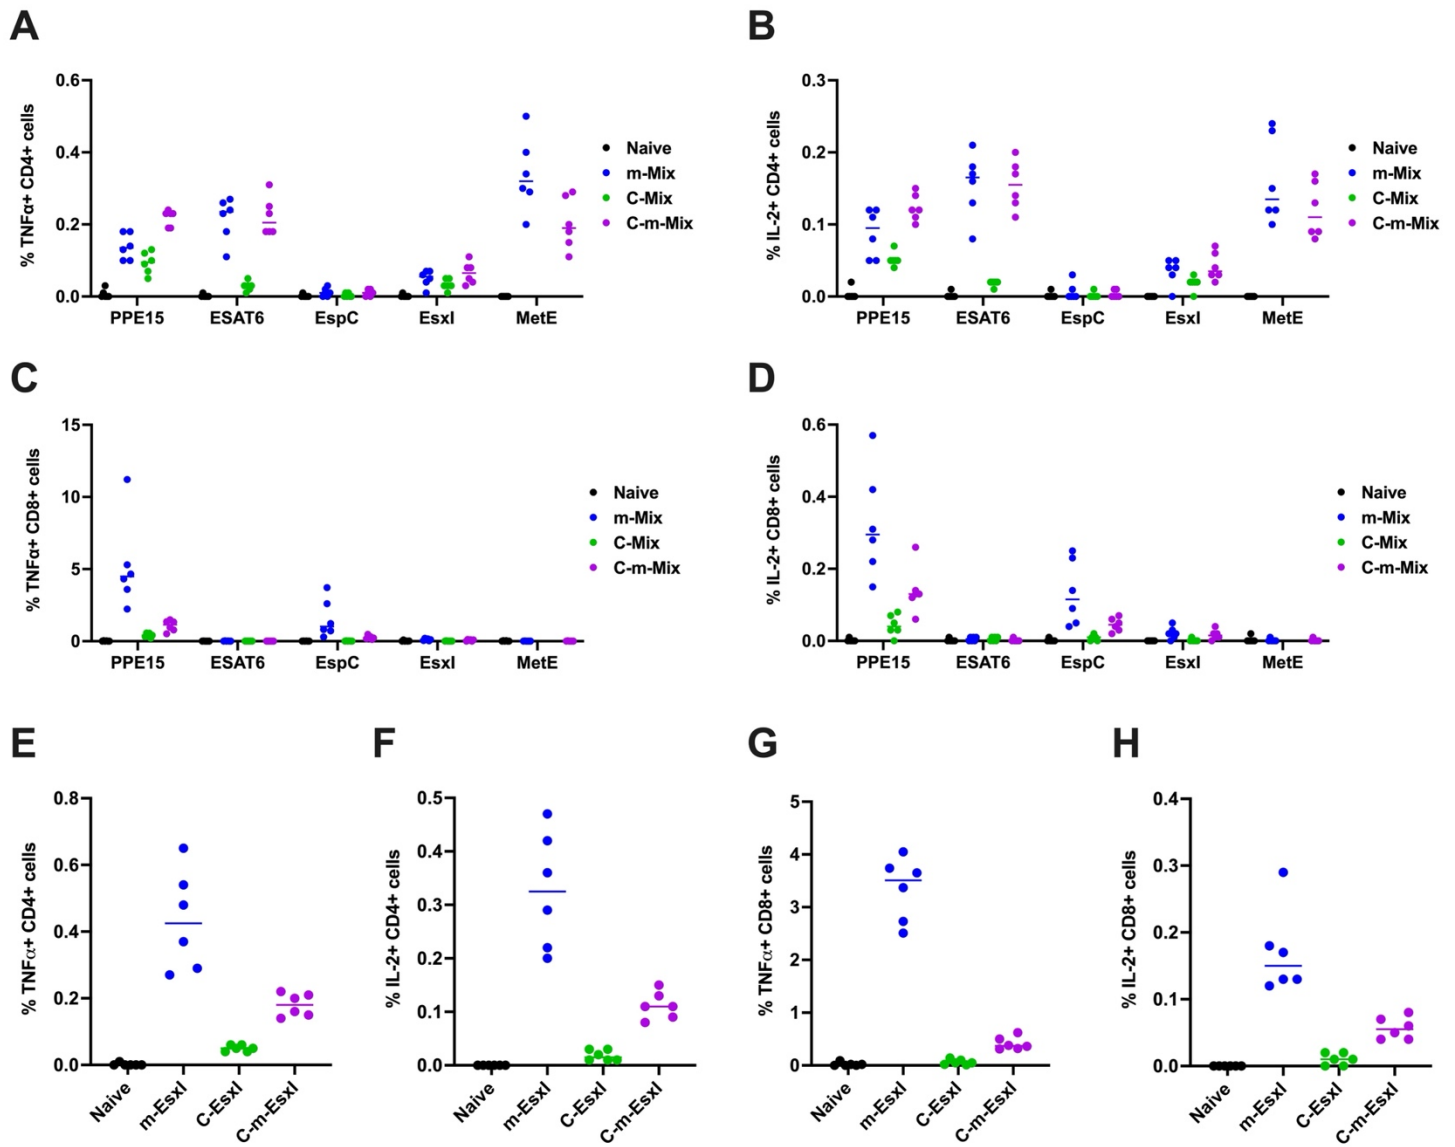 A
% TNFα+ CD4+ cells
0.6
0.4
0.2
0.0
PPE15 ESAT6 EspC EsxI MetE
Naive
m-Mix
C-Mix
C-m-Mix
B
% IL-2+ CD4+ cells
0.3
0.2
0.1
0.0
PPE15 ESAT6 EspC EsxI MetE
Naive
m-Mix
C-Mix
C-m-Mix
C
% TNFα+ CD8+ cells
15
10
5
0
PPE15 ESAT6 EspC EsxI MetE
Naive
m-Mix
C-Mix
C-m-Mix
D
% IL-2+ CD8+ cells
0.6
0.4
0.2
0.0
PPE15 ESAT6 EspC EsxI MetE
Naive
m-Mix
C-Mix
C-m-Mix
E
% TNFα+ CD4+ cells
0.8
0.6
0.4
0.2
0.0
Naive
m-EsxI
C-EsxI
C-m-EsxI
F
% IL-2+ CD4+ cells
0.5
0.4
0.3
0.2
0.1
0.0
Naive
m-EsxI
C-EsxI
C-m-EsxI
G
% TNFα+ CD8+ cells
5
4
3
2
1
0
Naive
m-EsxI
C-EsxI
C-m-EsxI
H
% IL-2+ CD8+ cells
0.4
0.3
0.2
0.1
0.0
Naive
m-EsxI
C-EsxI
C-m-EsxI